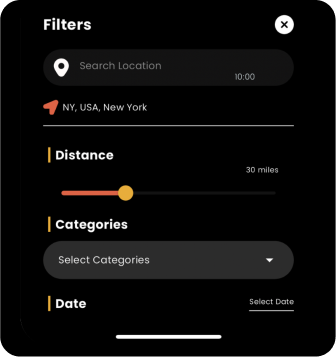 Filters
Search Location
10:00
NY, USA, New York
Distance
30 miles
Categories
Select Categories
Date
Select Date